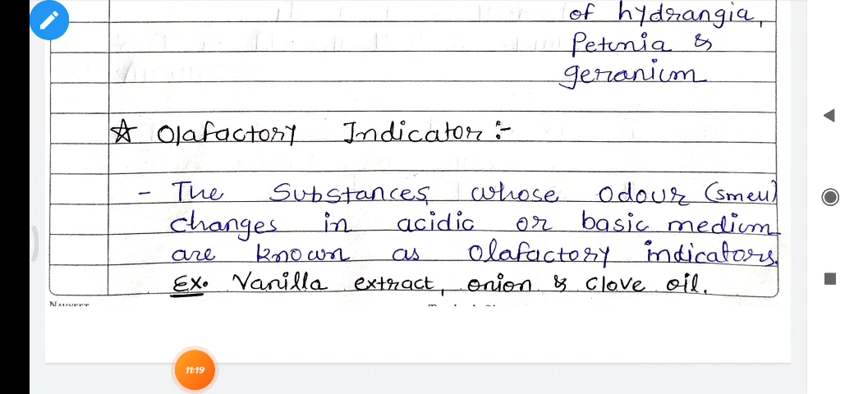 of hydrangia,
Petunia &
geranium
☆ Olafactory Indicator :-
- The Substances whose odour (smell)
changes in acidic or basic medium
are known as olafactory indicators.
Ex. Vanilla extract, onion & clove oil.
NAVNEET
11:19